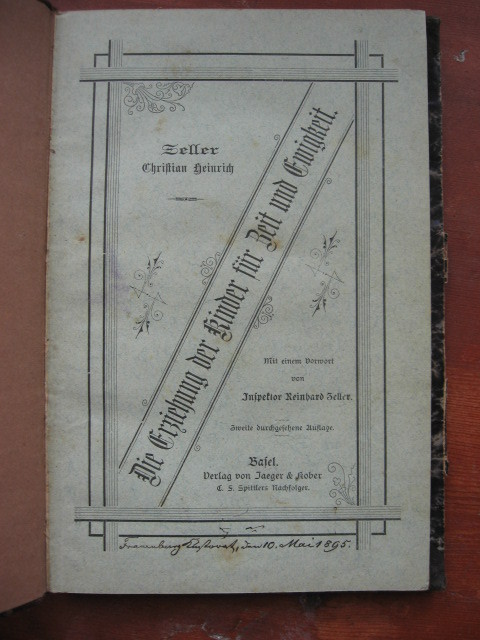 Zeller
Christian Heinrich
Die Erziehung der Kinder für Zeit und Ewigkeit.
Mit einem Vorwort
von
Inspektor Reinhard Zeller.
Zweite durchgesehene Auflage.
Basel.
Verlag von Jaeger & Kober
C. F. Spittlers Nachfolger.
den 10. Mai 1895.